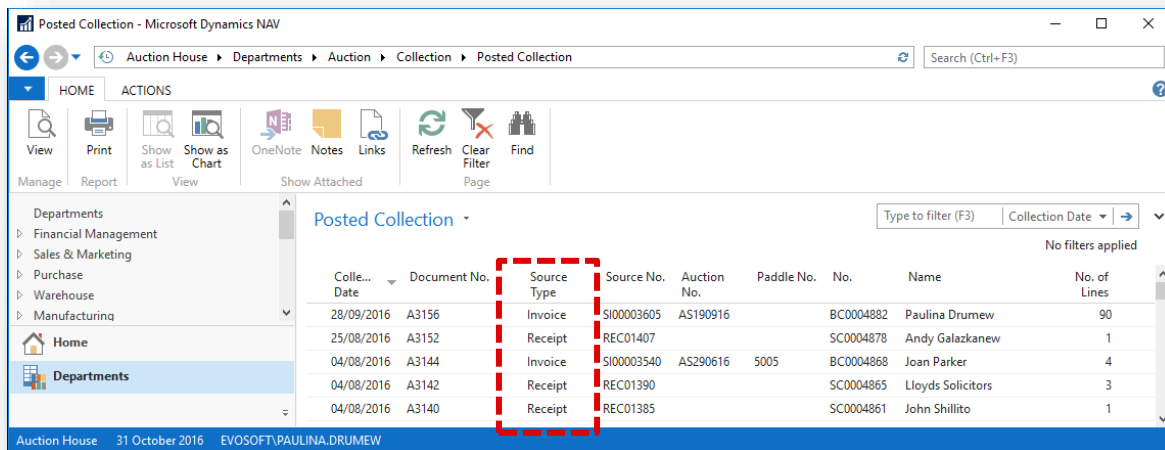 Posted Collection - Microsoft Dynamics NAV
Auction House Departments Auction Collection Posted Collection
Search (Ctrl+F3)
HOME ACTIONS
View Print Show as List Show as Chart OneNote Notes Links Refresh Clear Filter Find
Manage Report View Show Attached Page
Departments
Financial Management
Sales & Marketing
Purchase
Warehouse
Manufacturing
Home
Departments
Posted Collection
Type to filter (F3) Collection Date
No filters applied
Colle... Date Document No. Source Type Source No. Auction No. Paddle No. No. Name No. of Lines
28/09/2016 A3156 Invoice SI00003605 AS190916 BC0004882 Paulina Drumew 90
25/08/2016 A3152 Receipt REC01407 SC0004878 Andy Galazkanew 1
04/08/2016 A3144 Invoice SI00003540 AS290616 5005 BC0004868 Joan Parker 4
04/08/2016 A3142 Receipt REC01390 SC0004865 Lloyds Solicitors 3
04/08/2016 A3140 Receipt REC01385 SC0004861 John Shillito 1
Auction House 31 October 2016 EVOSOFT\PAULINA.DRUMEW